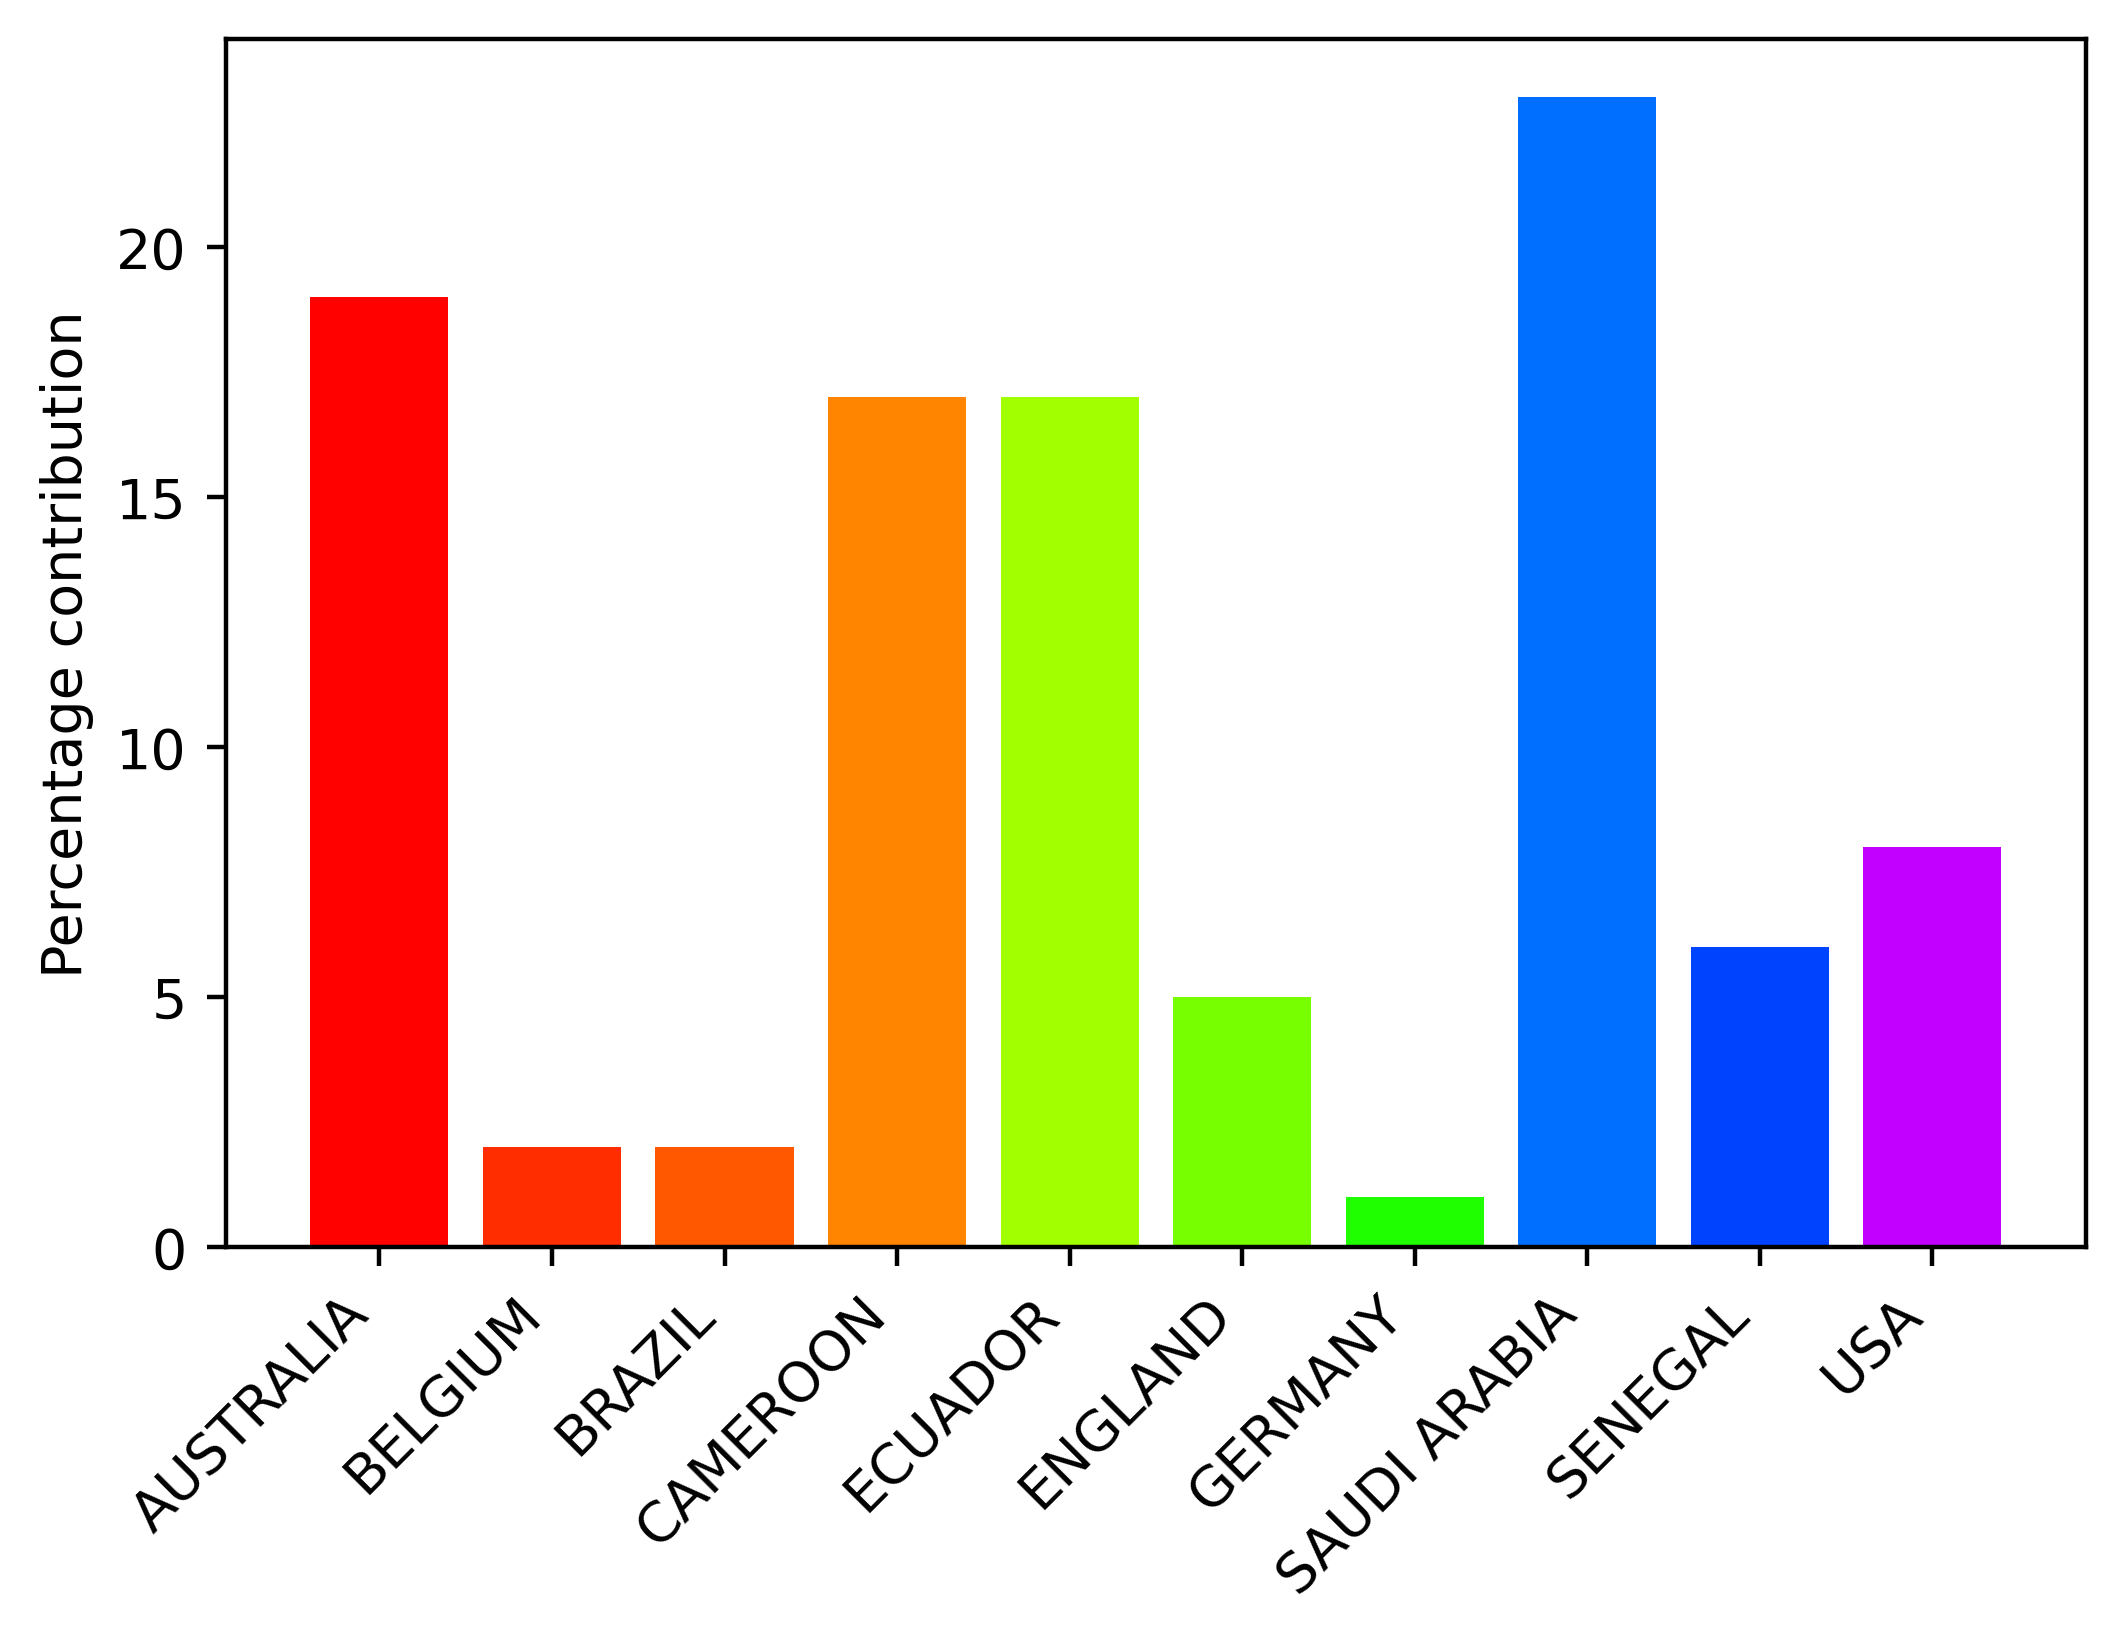 Percentage contribution
20
15
10
5
0
AUSTRALIA
BELGIUM
BRAZIL
CAMEROON
ECUADOR
ENGLAND
GERMANY
SAUDI ARABIA
SENEGAL
USA